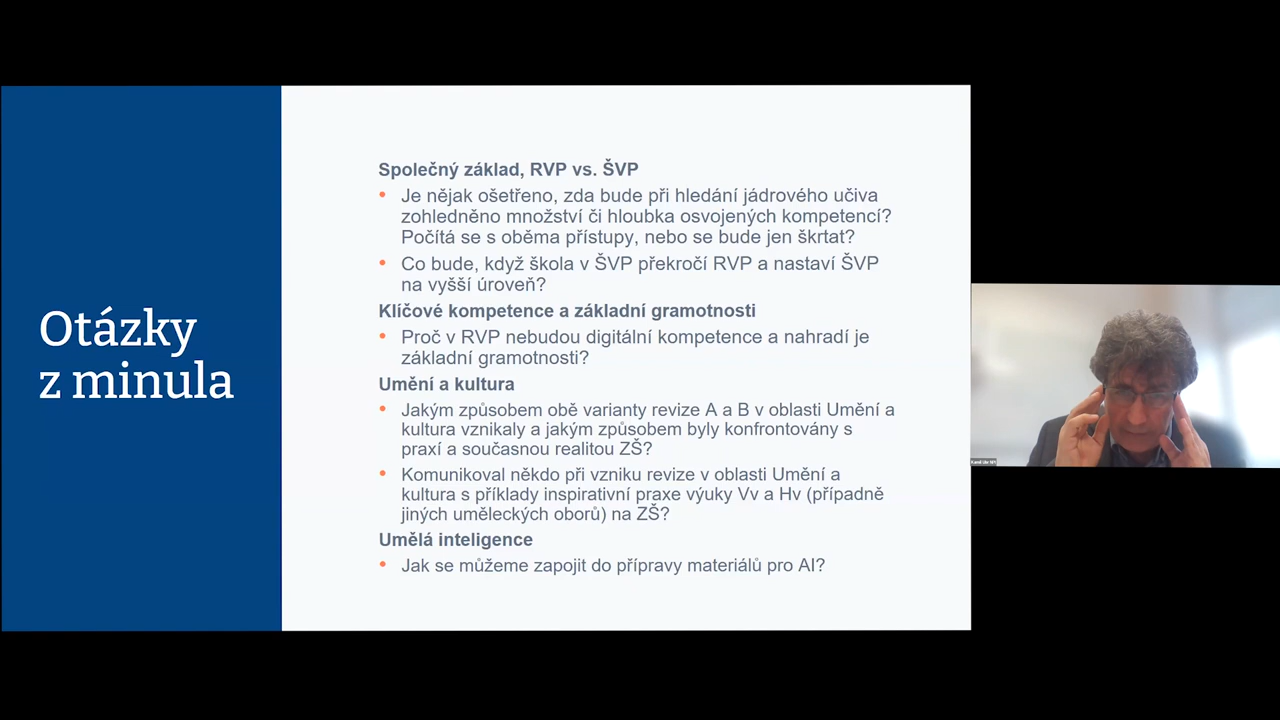 Otázky
z minula
Společný základ, RVP vs. ŠVP
• Je nějak ošetřeno, zda bude při hledání jádrového učiva
zohledněno množství či hloubka osvojených kompetencí?
Počítá se s oběma přístupy, nebo se bude jen škrtat?
• Co bude, když škola v ŠVP překročí RVP a nastaví ŠVP
na vyšší úroveň?
Klíčové kompetence a základní gramotnosti
• Proč v RVP nebudou digitální kompetence a nahradí je
základní gramotnosti?
Umění a kultura
• Jakým způsobem obě varianty revize A a B v oblasti Umění a
kultura vznikaly a jakým způsobem byly konfrontovány s
praxí a současnou realitou ZŠ?
• Komunikoval někdo při vzniku revize v oblasti Umění a
kultura s příklady inspirativní praxe výuky Vv a Hv (případně
jiných uměleckých oborů) na ZŠ?
Umělá inteligence
• Jak se můžeme zapojit do přípravy materiálů pro AI?